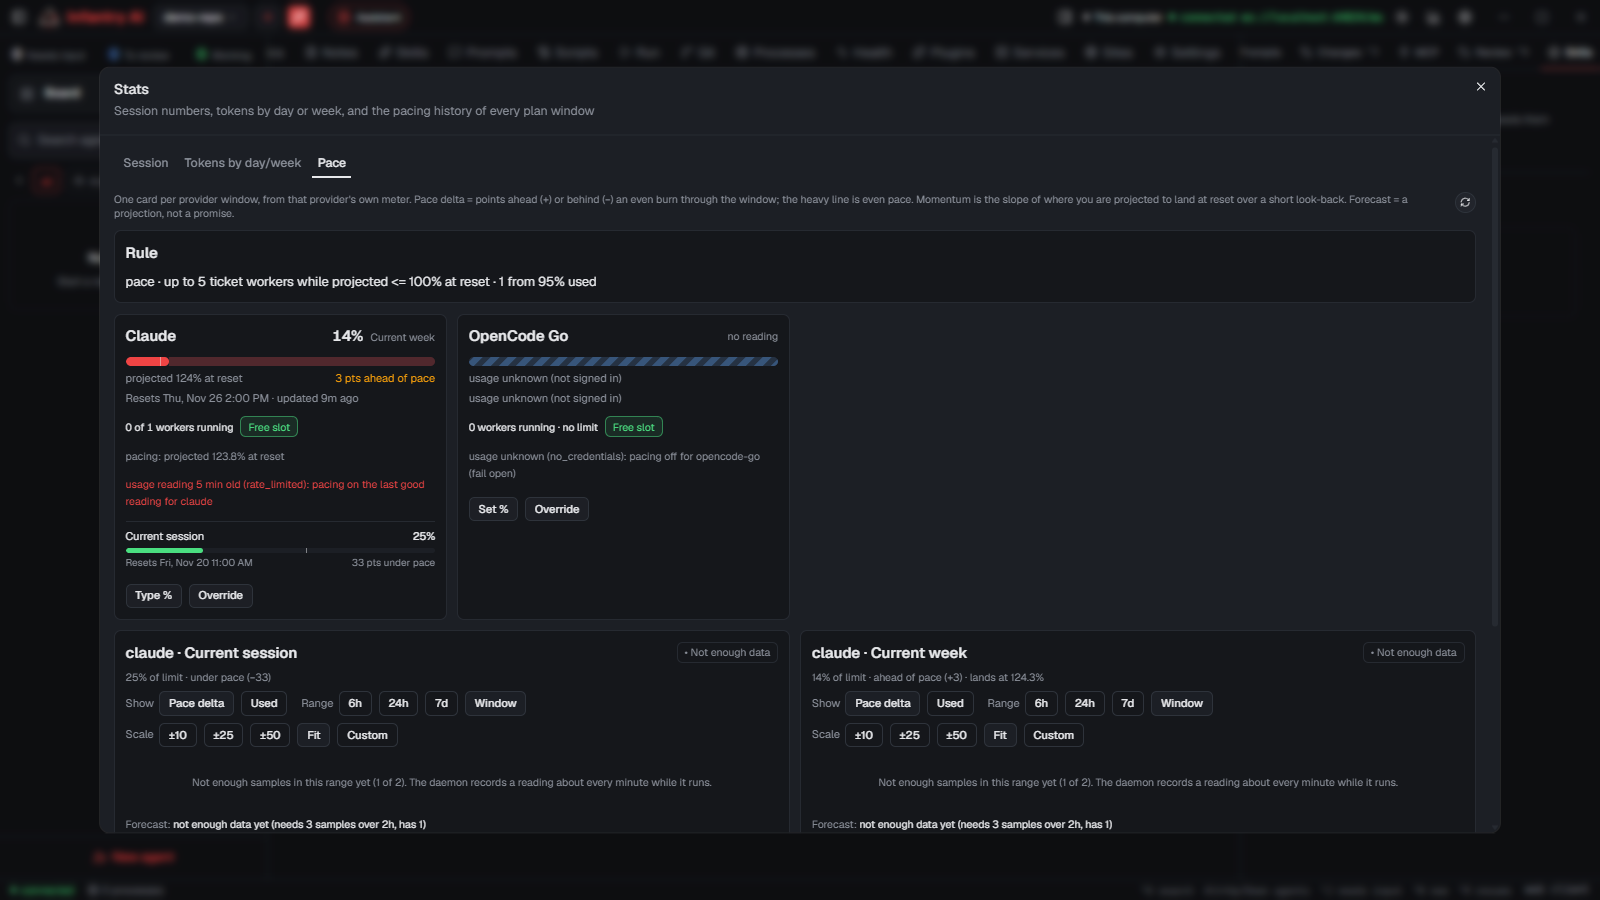 Stats
Session numbers, tokens by day or week, and the pacing history of every plan window
Session Tokens by day/week Pace
One card per provider window, from that provider's own meter. Pace delta = points ahead (+) or behind (−) an even burn through the window; the heavy line is even pace. Momentum is the slope of where you are projected to land at reset over a short look-back. Forecast = a
projection, not a promise.
Rule
pace · up to 5 ticket workers while projected <= 100% at reset · 1 from 95% used
Claude 14% Current week
projected 124% at reset 3 pts ahead of pace
Resets Thu, Nov 26 2:00 PM · updated 9m ago
0 of 1 workers running Free slot
pacing: projected 123.8% at reset
usage reading 5 min old (rate_limited): pacing on the last good
reading for claude
Current session 25%
Resets Fri, Nov 20 11:00 AM 33 pts under pace
Type % Override
OpenCode Go no reading
usage unknown (not signed in)
usage unknown (not signed in)
0 workers running · no limit Free slot
usage unknown (no_credentials): pacing off for opencode-go
(fail open)
Set % Override
claude · Current session • Not enough data
25% of limit · under pace (−33)
Show Pace delta Used Range 6h 24h 7d Window
Scale ±10 ±25 ±50 Fit Custom
Not enough samples in this range yet (1 of 2). The daemon records a reading about every minute while it runs.
Forecast: not enough data yet (needs 3 samples over 2h, has 1)
claude · Current week • Not enough data
14% of limit · ahead of pace (+3) · lands at 124.3%
Show Pace delta Used Range 6h 24h 7d Window
Scale ±10 ±25 ±50 Fit Custom
Not enough samples in this range yet (1 of 2). The daemon records a reading about every minute while it runs.
Forecast: not enough data yet (needs 3 samples over 2h, has 1)